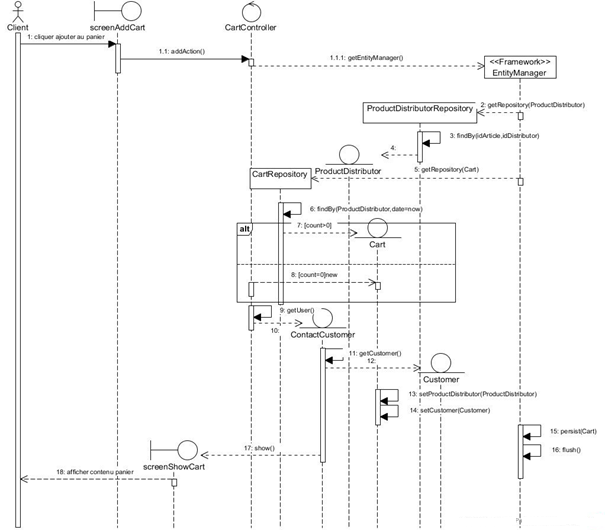 Client
screenAddCart
CartController
1: cliquer ajouter au panier
1.1: addAction()
1.1.1: getEntityManager()
<<Framework>>
EntityManager
ProductDistributorRepository
2: getRepository(ProductDistributor)
3: findBy(idArticle,idDistributor)
4:
ProductDistributor
5: getRepository(Cart)
CartRepository
6: findBy(ProductDistributor,date=now)
alt
7: [count>0]
Cart
8: [count=0]new
9: getUser()
10:
ContactCustomer
11: getCustomer()
12:
Customer
13: setProductDistributor(ProductDistributor)
14: setCustomer(Customer)
15: persist(Cart)
16: flush()
17: show()
screenShowCart
18: afficher contenu panier